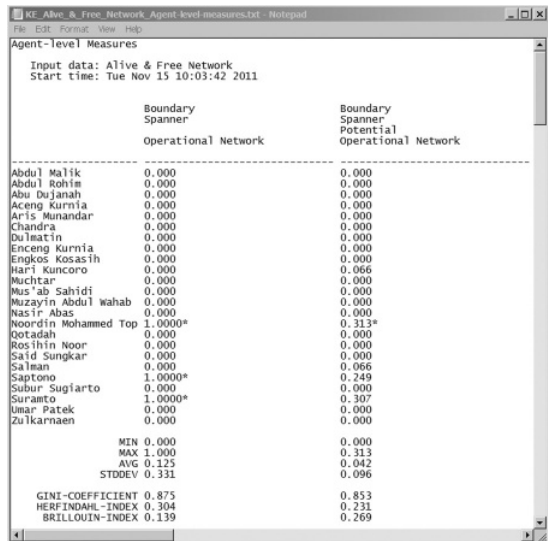 KE_Alive_&_Free_Network_Agent-level-measures.txt - Notepad
File Edit Format View Help
Agent-level Measures
Input data: Alive & Free Network
Start time: Tue Nov 15 10:03:42 2011
Boundary Boundary
Spanner Spanner
Potential
Operational Network Operational Network
--------------------- ------------------------------- -------------------------------
Abdul Malik 0.000 0.000
Abdul Rohim 0.000 0.000
Abu Dujanah 0.000 0.000
Aceng Kurnia 0.000 0.000
Aris Munandar 0.000 0.000
Chandra 0.000 0.000
Dulmatin 0.000 0.000
Enceng Kurnia 0.000 0.000
Engkos Kosasih 0.000 0.000
Hari Kuncoro 0.000 0.066
Muchtar 0.000 0.000
Mus'ab Sahidi 0.000 0.000
Muzayin Abdul Wahab 0.000 0.000
Nasir Abas 0.000 0.000
Noordin Mohammed Top 1.0000* 0.313*
Qotadah 0.000 0.000
Rosihin Noor 0.000 0.000
Said Sungkar 0.000 0.000
Salman 0.000 0.066
Saptono 1.0000* 0.249
Subur Sugiarto 0.000 0.000
Suramto 1.0000* 0.307
Umar Patek 0.000 0.000
Zulkarnaen 0.000 0.000
MIN 0.000 0.000
MAX 1.000 0.313
AVG 0.125 0.042
STDDEV 0.331 0.096
GINI-COEFFICIENT 0.875 0.853
HERFINDAHL-INDEX 0.304 0.231
BRILLOUIN-INDEX 0.139 0.269